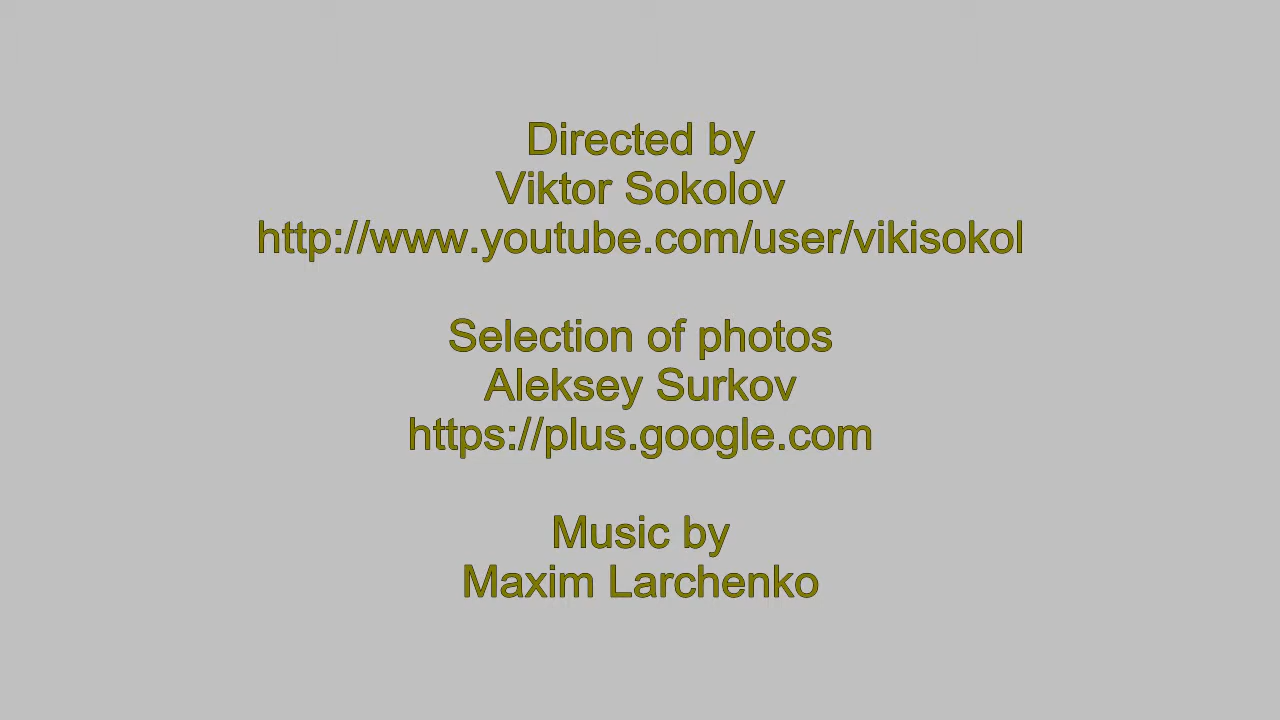 Directed by
Viktor Sokolov
http://www.youtube.com/user/vikisokol
Selection of photos
Aleksey Surkov
https://plus.google.com
Music by
Maxim Larchenko